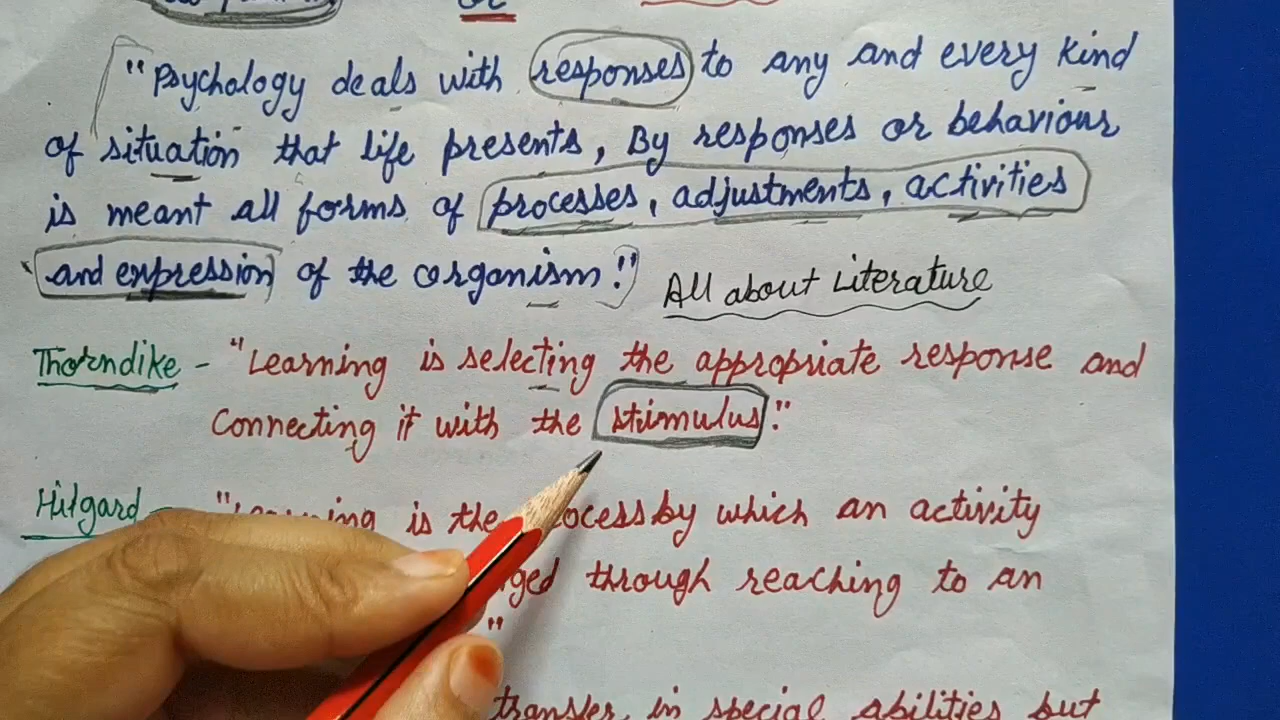 or
"Psychology deals with responses to any and every kind
of situation that life presents, By responses or behaviour
is meant all forms of processes, adjustments, activities
and expression of the organism."
All about Literature
Thorndike - "Learning is selecting the appropriate response and
Connecting it with the stimulus."
Hilgard - "Learning is the by which an activity
through reaching to an
"
transfer in special abilities but